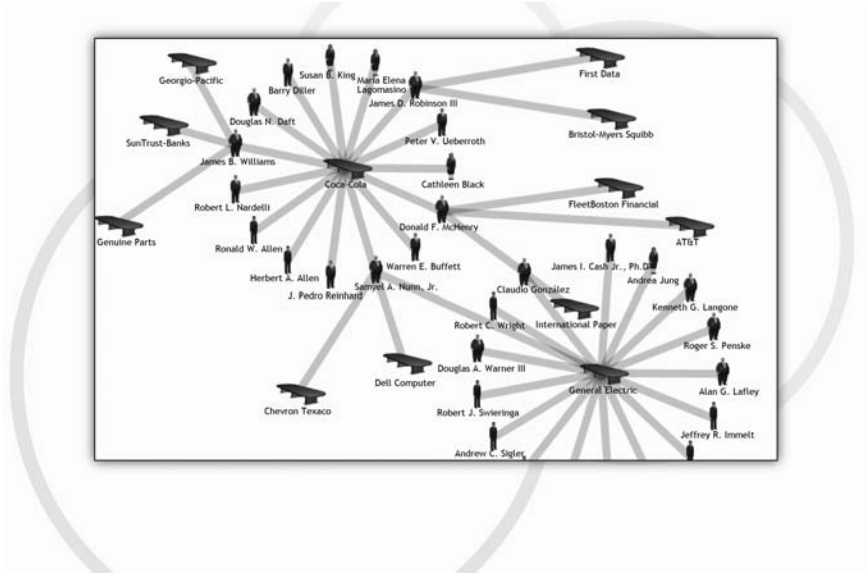 Georgio-Pacific
Susan B. King
Maria Elena
Lagomasino
First Data
Barry Diller
James D. Robinson III
Douglas N. Daft
SunTrust-Banks
Peter V. Ueberroth
Bristol-Myers Squibb
James B. Williams
Coca-Cola
Cathleen Black
Robert L. Nardelli
FleetBoston Financial
Donald F. McHenry
Genuine Parts
Ronald W. Allen
AT&T
Warren E. Buffett
James I. Cash Jr., Ph.D
Herbert A. Allen
Andrea Jung
J. Pedro Reinhard
Samyel A. Nunn, Jr.
Claudio González
Kenneth G. Langone
Robert C. Wright
International Paper
Roger S. Penske
Douglas A. Warner III
Dell Computer
General Electric
Alan G. Lafley
Chevron Texaco
Robert J. Swieringa
Jeffrey R. Immelt
Andrew C. Sigler